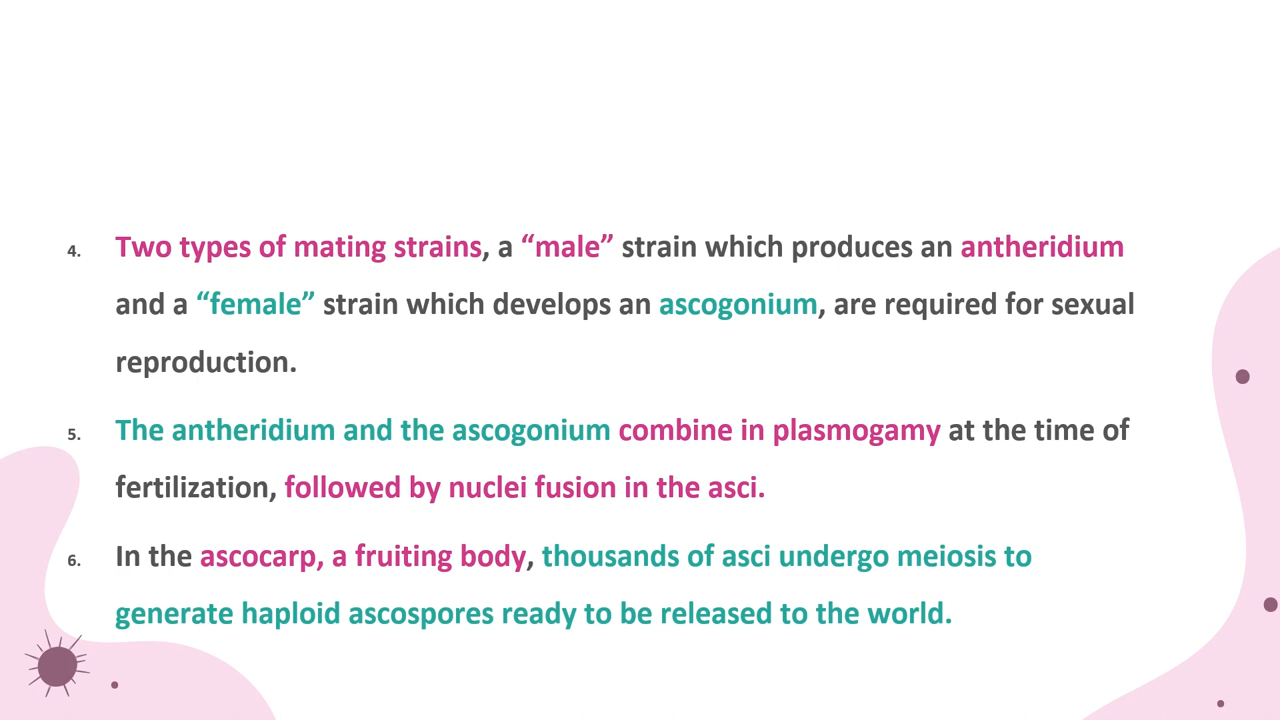 4. Two types of mating strains, a “male” strain which produces an antheridium
and a “female” strain which develops an ascogonium, are required for sexual
reproduction.
5. The antheridium and the ascogonium combine in plasmogamy at the time of
fertilization, followed by nuclei fusion in the asci.
6. In the ascocarp, a fruiting body, thousands of asci undergo meiosis to
generate haploid ascospores ready to be released to the world.